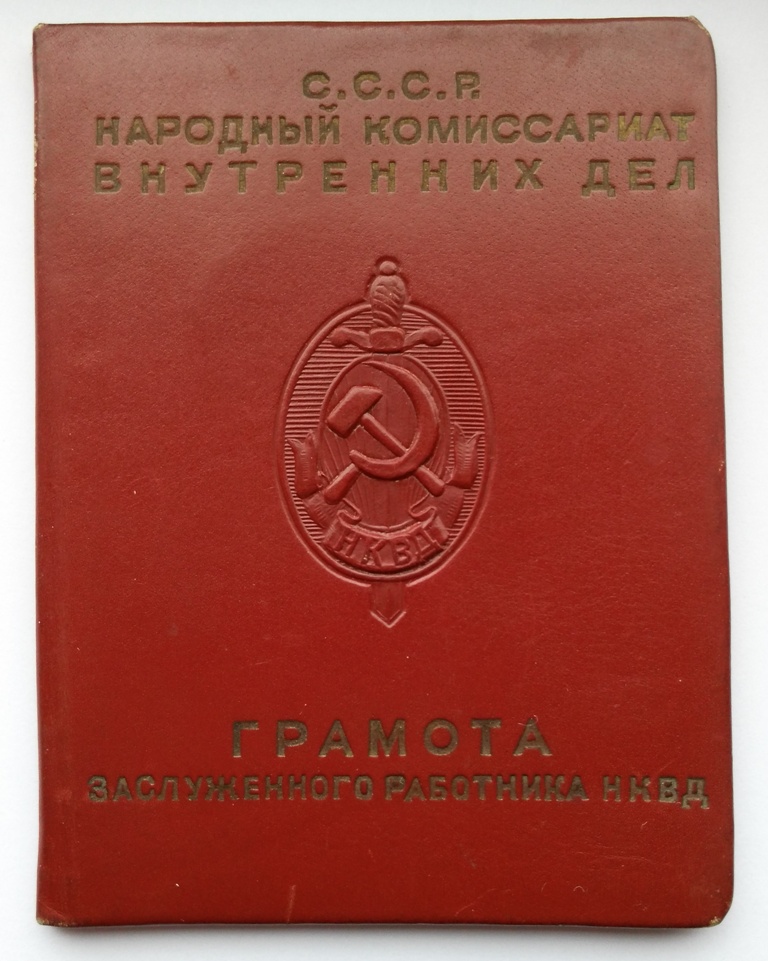 С.С.С.Р.
НАРОДНЫЙ КОМИССАРИАТ
ВНУТРЕННИХ ДЕЛ
НКВД
ГРАМОТА
ЗАСЛУЖЕННОГО РАБОТНИКА НКВД